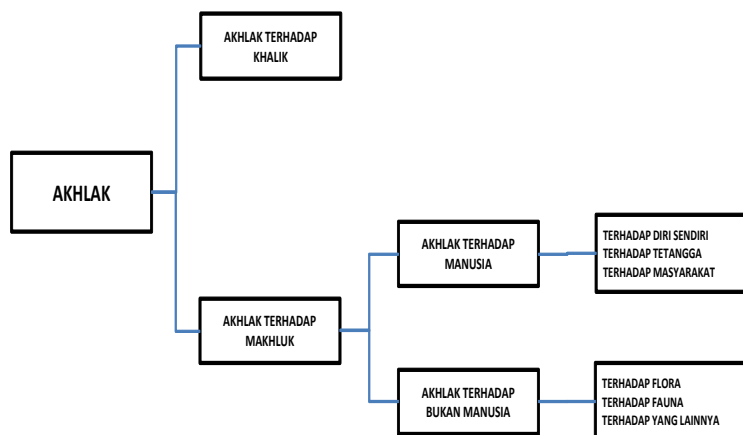 AKHLAK TERHADAP
KHALIK
AKHLAK
AKHLAK TERHADAP
MANUSIA
TERHADAP DIRI SENDIRI
TERHADAP TETANGGA
TERHADAP MASYARAKAT
AKHLAK TERHADAP
MAKHLUK
AKHLAK TERHADAP
BUKAN MANUSIA
TERHADAP FLORA
TERHADAP FAUNA
TERHADAP YANG LAINNYA